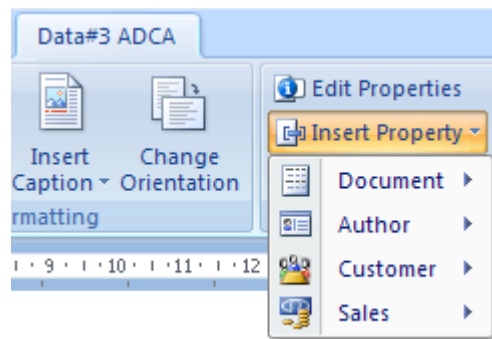 Data#3 ADCA
Edit Properties
Insert Property
Insert Change
Caption Orientation
rmatting
Document
Author
Customer
Sales
9 10 11 12